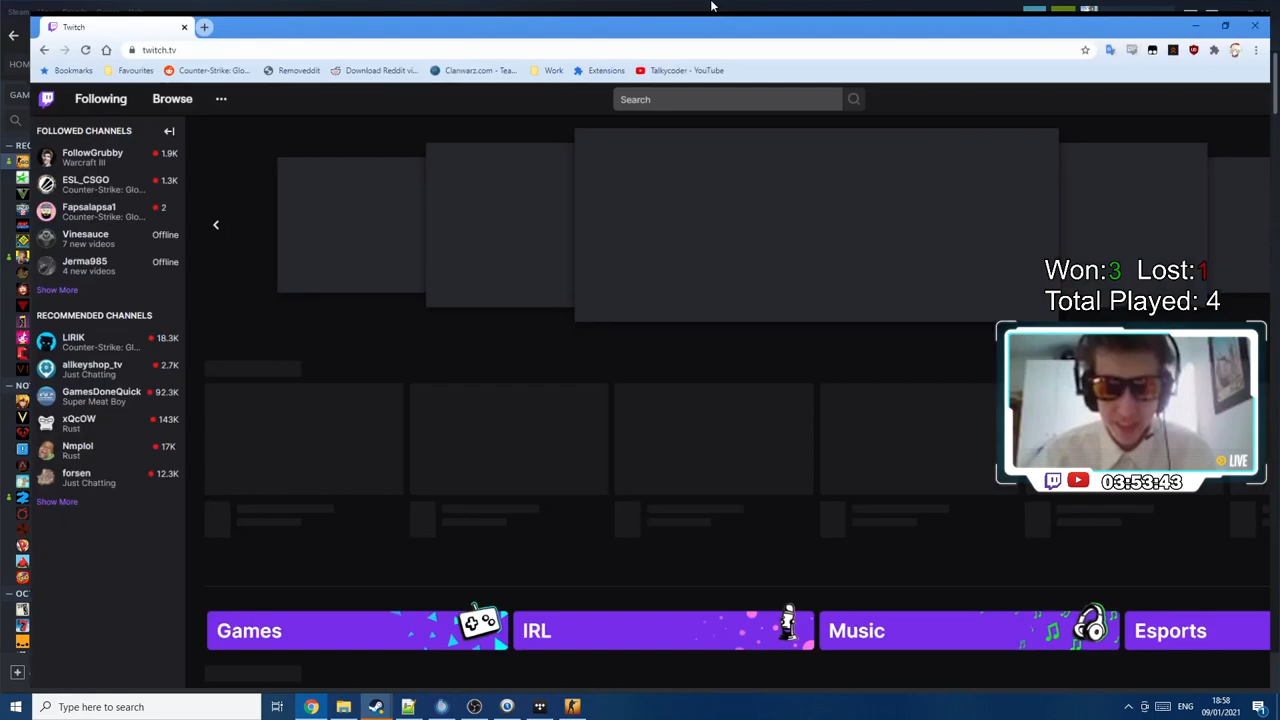 Twitch
twitch.tv
Bookmarks Favourites Counter-Strike: Glo... Removeddit Download Reddit vi... Clanwarz.com - Tea... Work Extensions Talkycoder - YouTube
Following Browse Search
FOLLOWED CHANNELS
FollowGrubby 1.9K
Warcraft III
ESL_CSGO 1.3K
Counter-Strike: Glo...
Fapsalapsa1 2
Counter-Strike: Glo...
Vinesauce Offline
7 new videos
Jerma985 Offline
4 new videos
Show More
RECOMMENDED CHANNELS
LIRIK 18.3K
Counter-Strike: Gl...
allkeyshop_tv 2.7K
Just Chatting
GamesDoneQuick 92.3K
Super Meat Boy
xQcOW 143K
Rust
Nmplol 17K
Rust
forsen 12.3K
Just Chatting
Show More
Won:3 Lost:1
Total Played: 4
LIVE
03:53:43
Games IRL Music Esports
Type here to search
ENG
18:58
09/01/2021